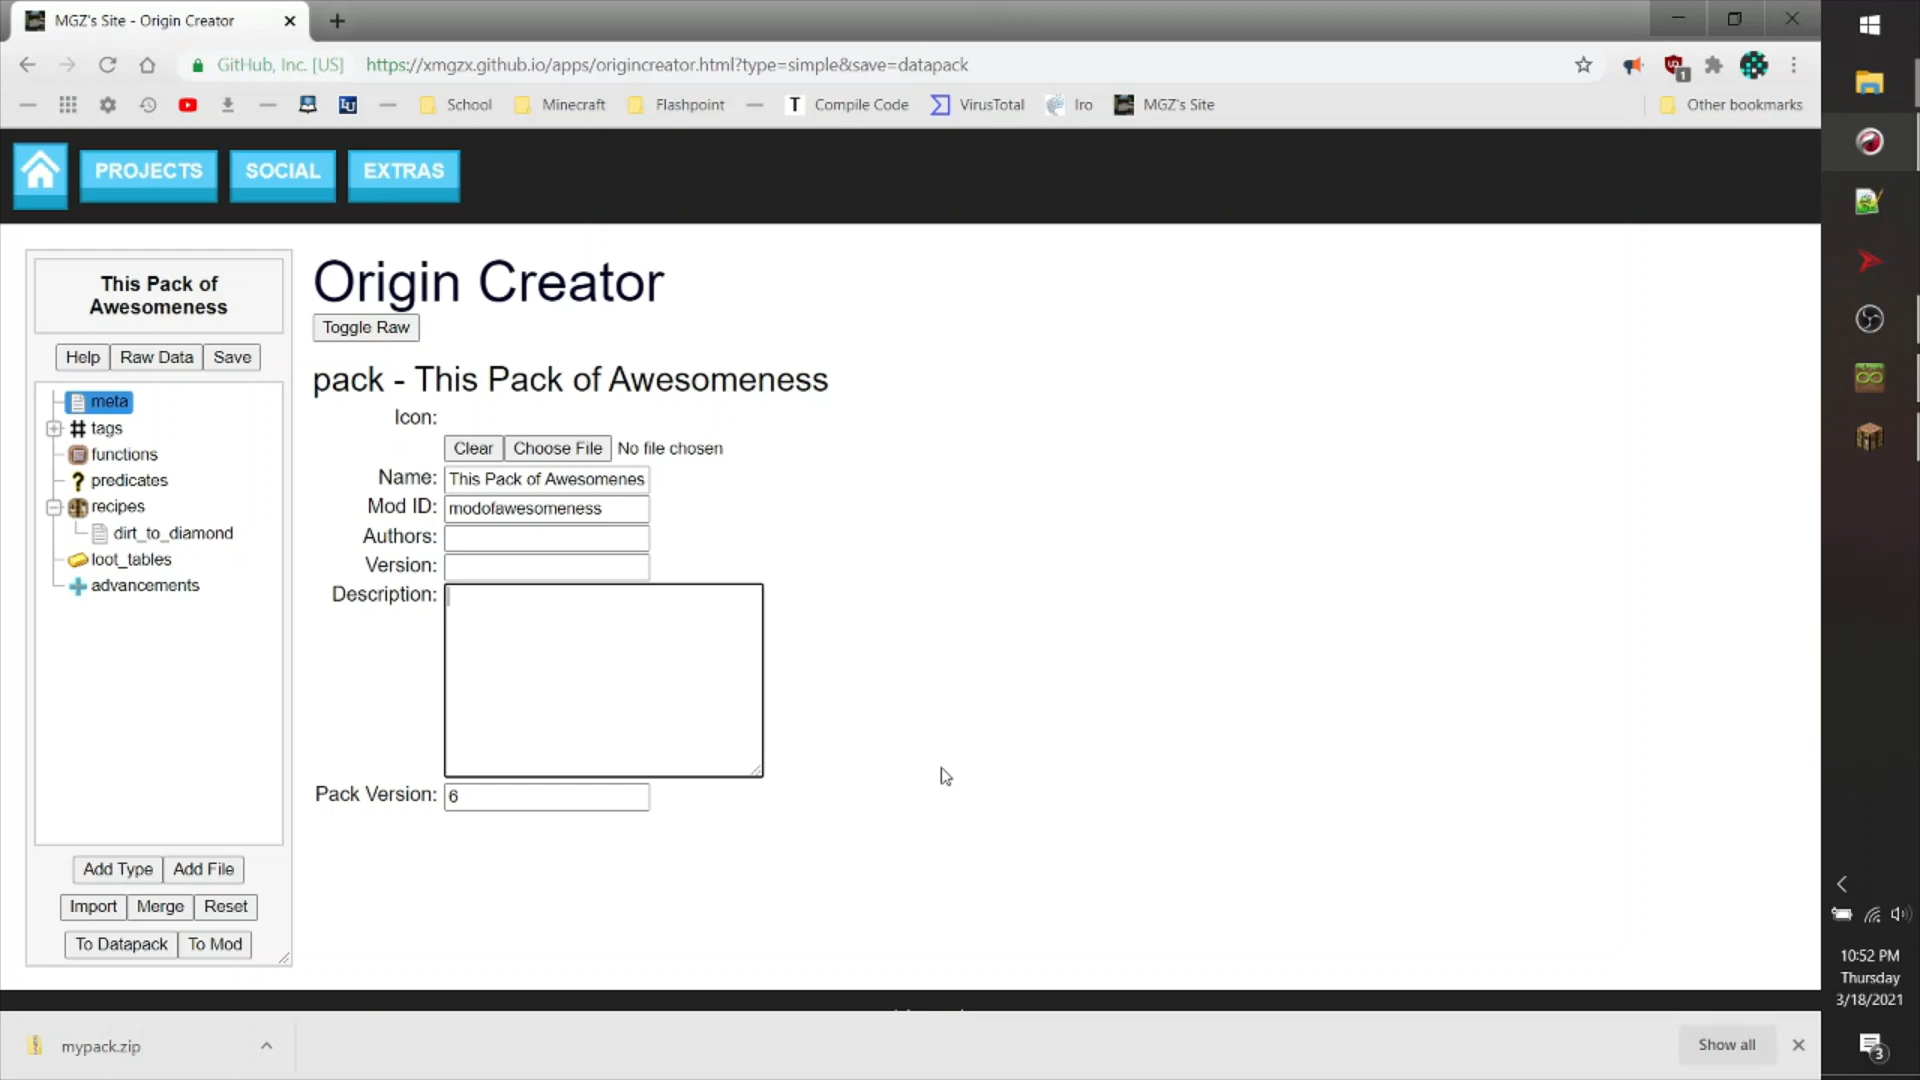 MGZ's Site - Origin Creator
GitHub, Inc. [US]
https://xmgzx.github.io/apps/origincreator.html?type=simple&save=datapack
1
LU
School
Minecraft
Flashpoint
T
Compile Code
VirusTotal
Iro
MGZ's Site
Other bookmarks
PROJECTS
SOCIAL
EXTRAS
This Pack of
Awesomeness
Help
Raw Data
Save
meta
tags
functions
predicates
recipes
dirt_to_diamond
loot_tables
advancements
Add Type
Add File
Import
Merge
Reset
To Datapack
To Mod
Origin Creator
Toggle Raw
pack - This Pack of Awesomeness
Icon:
Clear
Choose File
No file chosen
Name:
This Pack of Awesomenes
Mod ID:
modofawesomeness
Authors:
Version:
Description:
Pack Version:
6
mypack.zip
Show all
10:52 PM
Thursday
3/18/2021
3